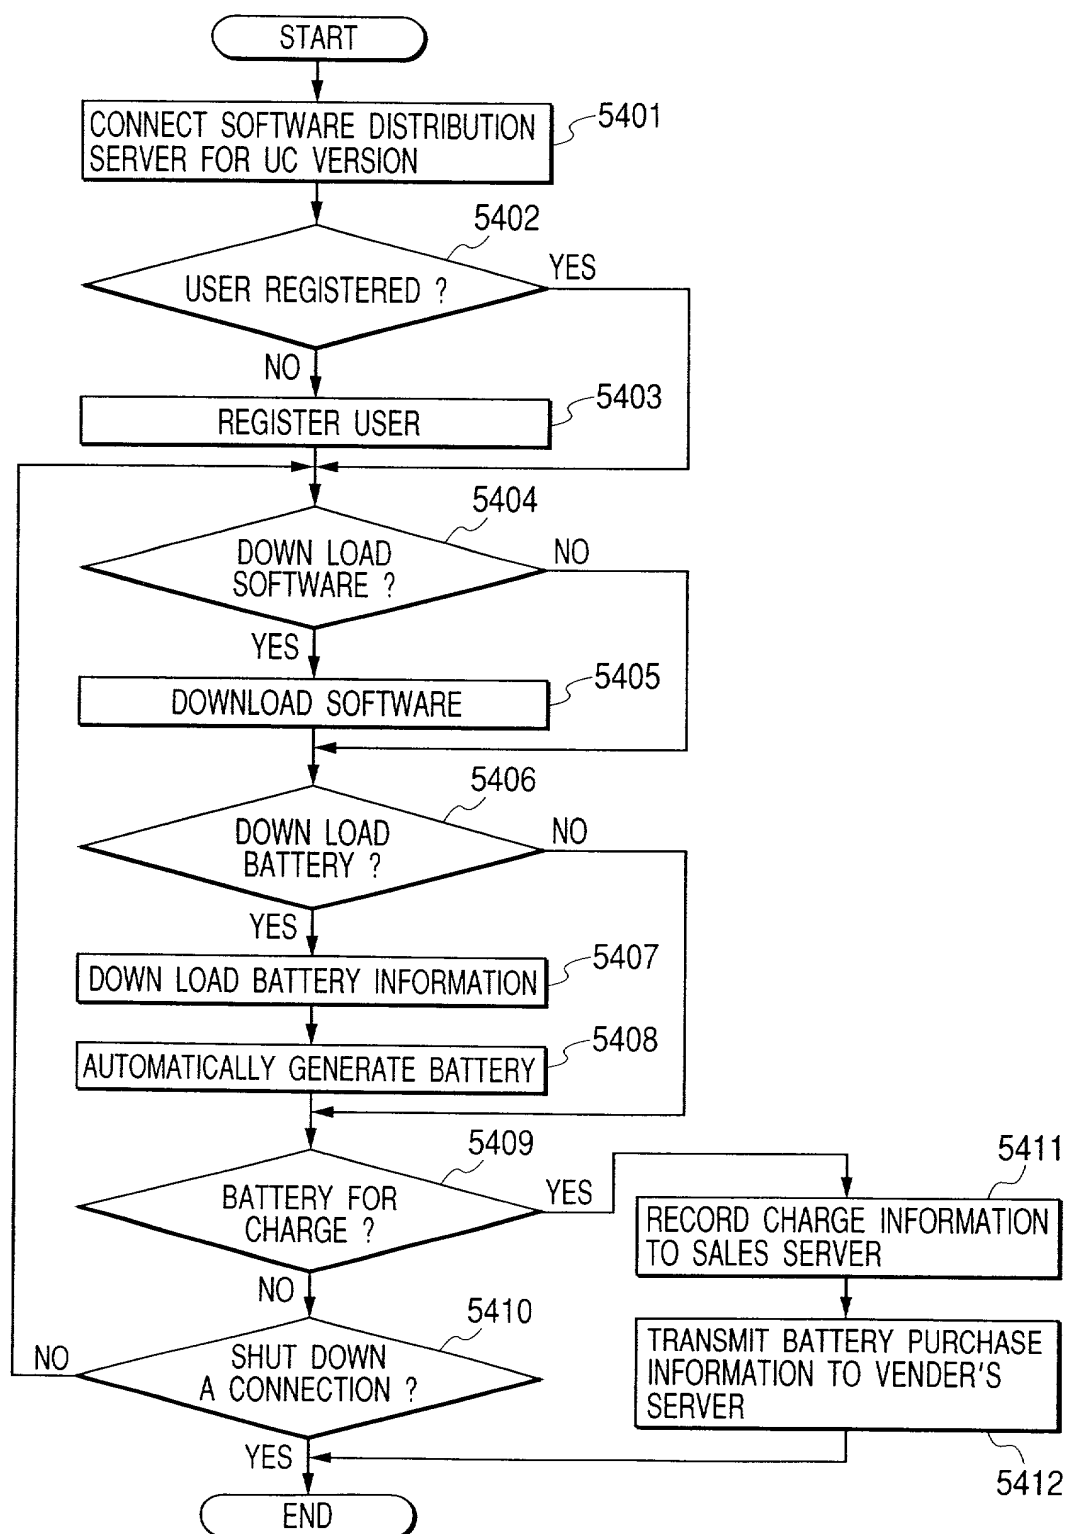 START
CONNECT SOFTWARE DISTRIBUTION
SERVER FOR UC VERSION
5401
5402
USER REGISTERED ?
YES
NO
REGISTER USER
5403
5404
DOWN LOAD
SOFTWARE ?
NO
YES
DOWNLOAD SOFTWARE
5405
5406
DOWN LOAD
BATTERY ?
NO
YES
DOWN LOAD BATTERY INFORMATION
5407
AUTOMATICALLY GENERATE BATTERY
5408
5409
BATTERY FOR
CHARGE ?
YES
NO
5411
RECORD CHARGE INFORMATION
TO SALES SERVER
5410
SHUT DOWN
A CONNECTION ?
NO
YES
TRANSMIT BATTERY PURCHASE
INFORMATION TO VENDER'S
SERVER
5412
END